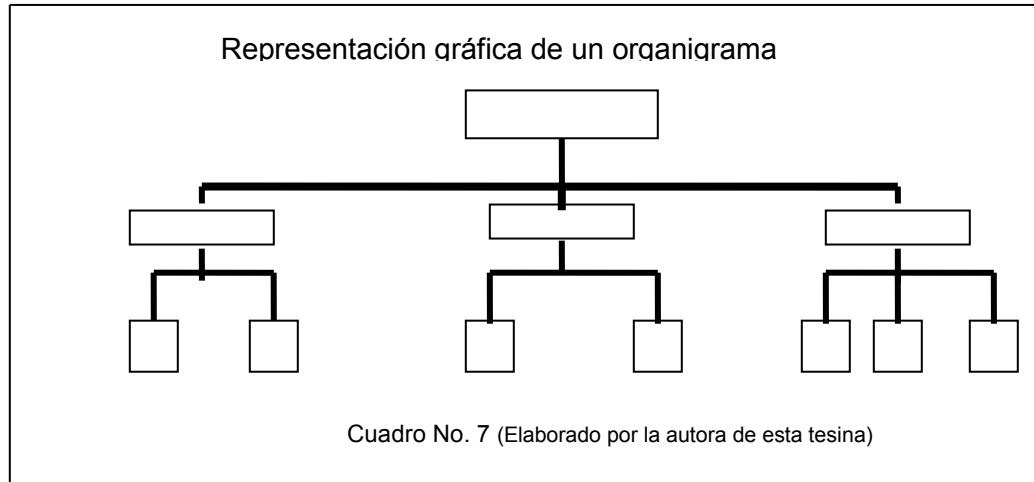 Representación gráfica de un organigrama
Cuadro No. 7 (Elaborado por la autora de esta tesina)